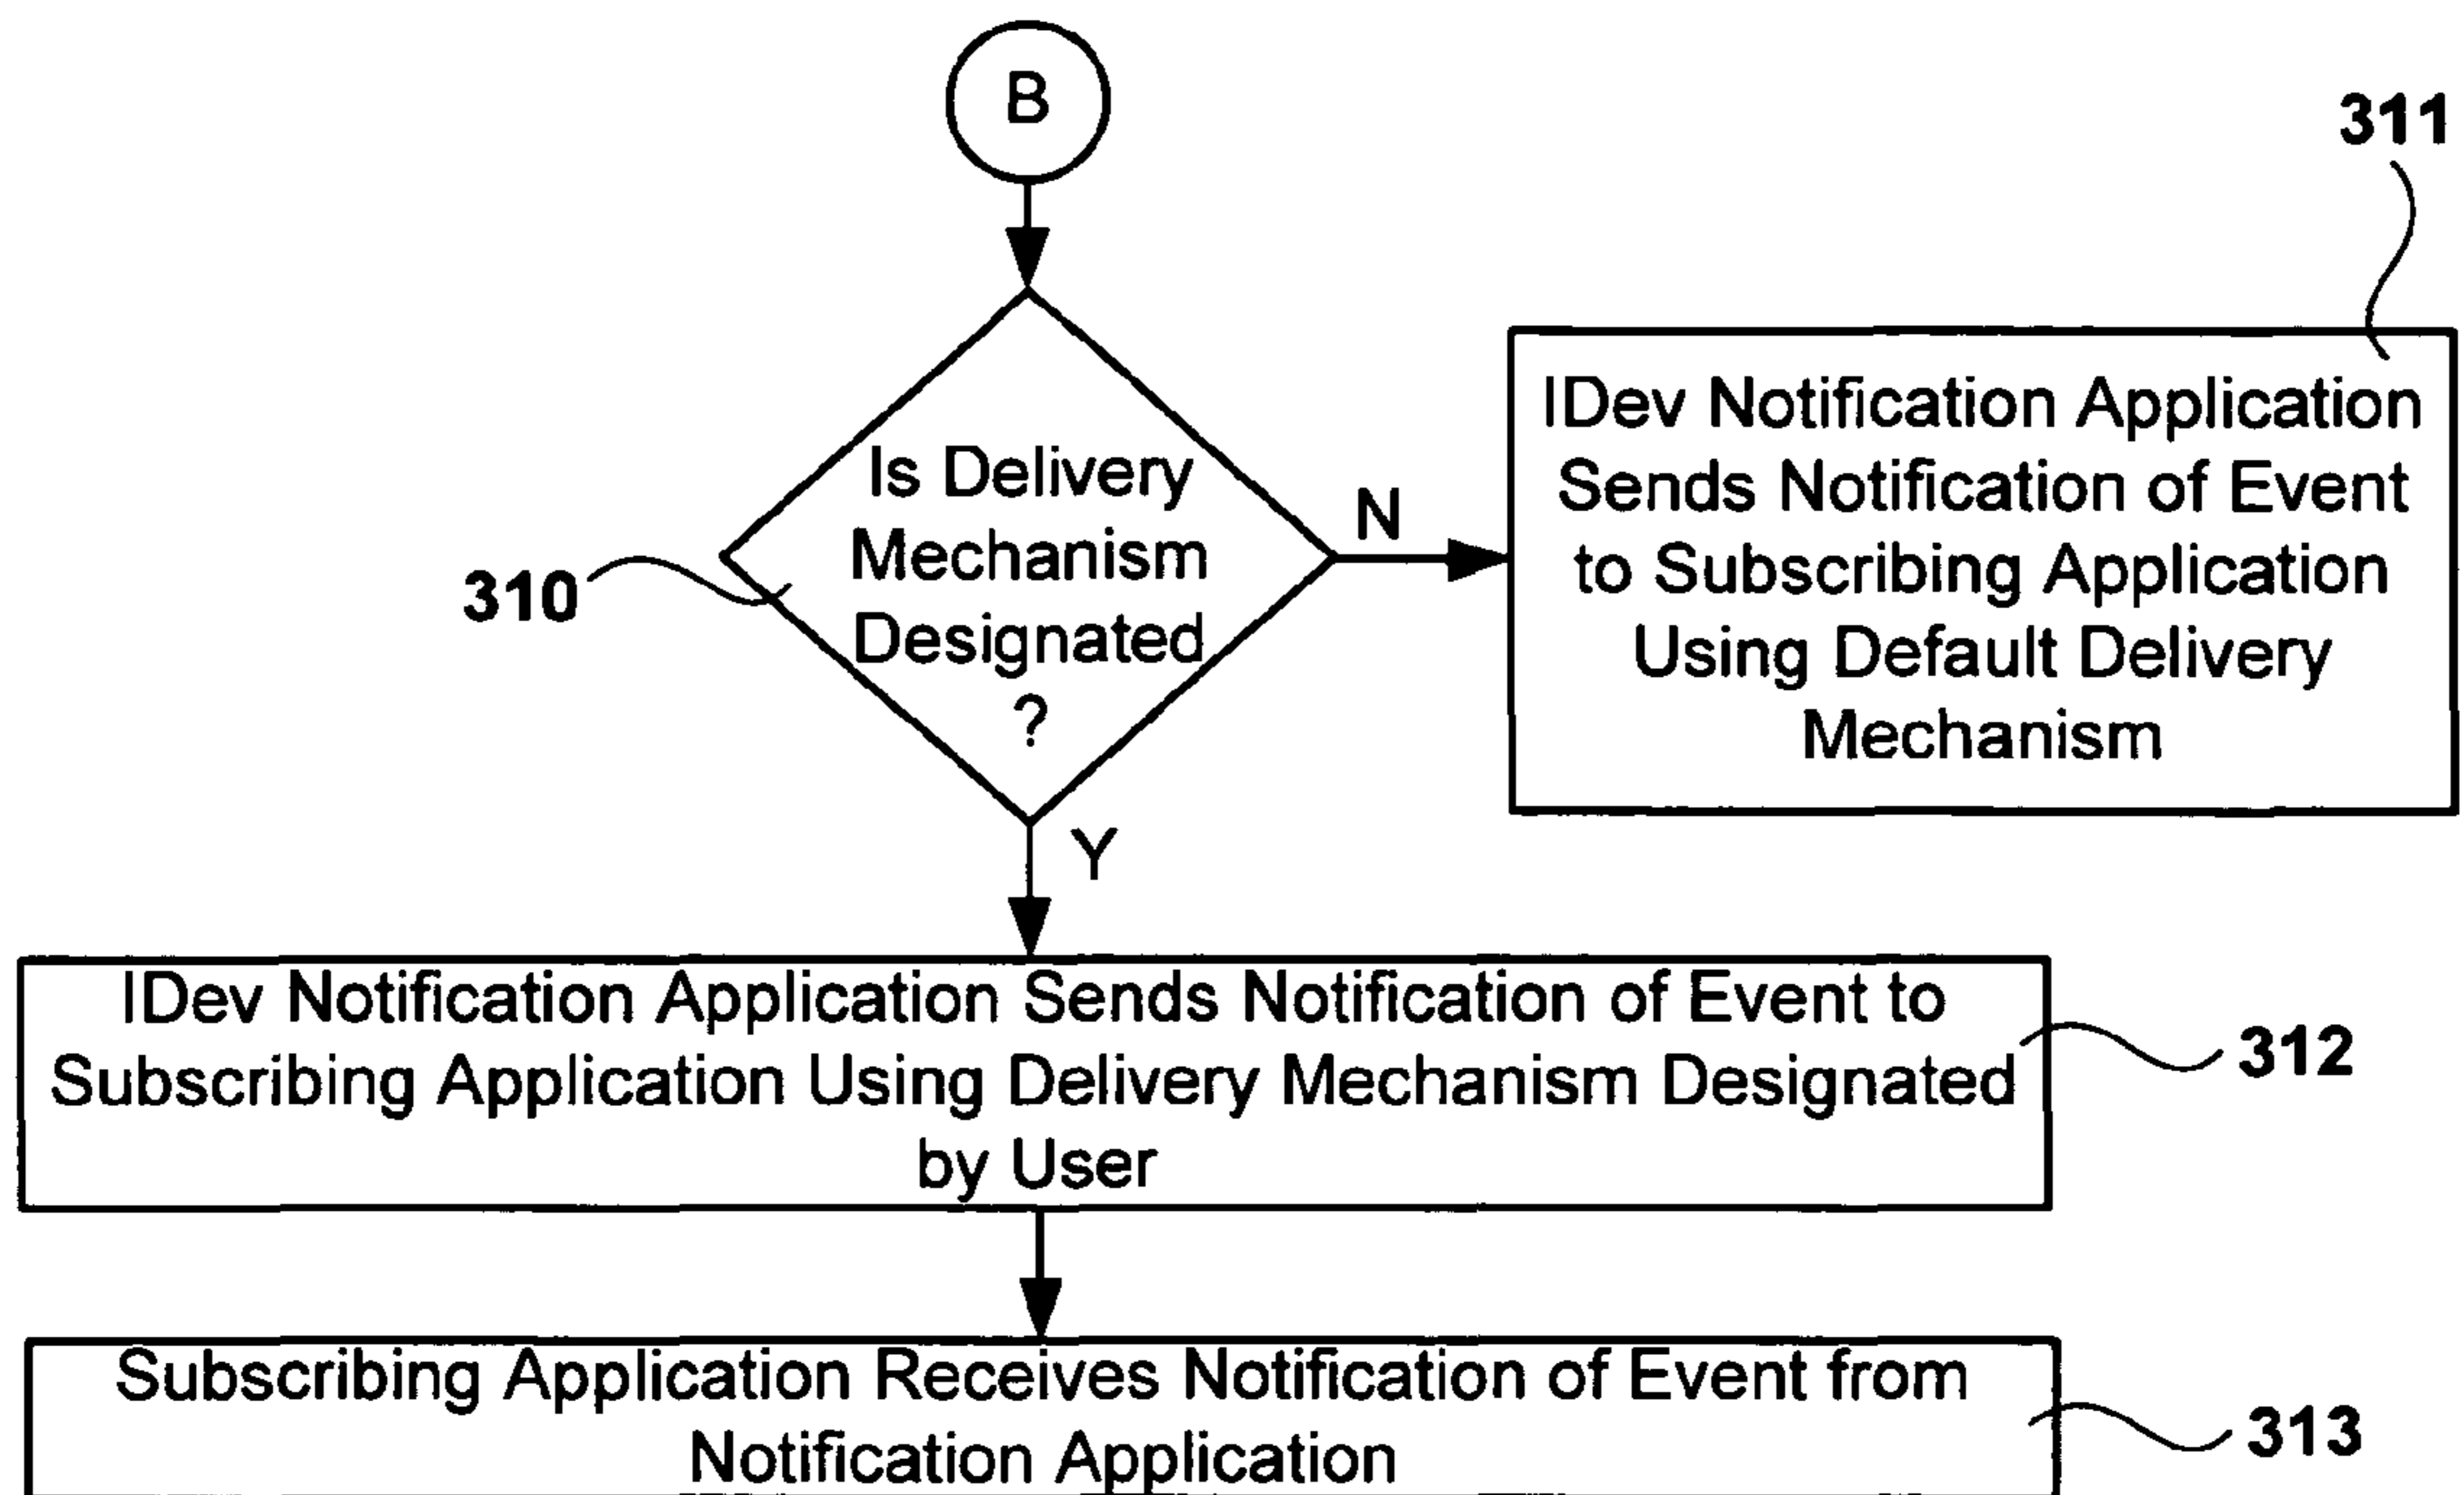 B
311
Is Delivery
Mechanism
Designated
?
310
N
IDev Notification Application
Sends Notification of Event
to Subscribing Application
Using Default Delivery
Mechanism
Y
IDev Notification Application Sends Notification of Event to
Subscribing Application Using Delivery Mechanism Designated
by User
312
Subscribing Application Receives Notification of Event from
Notification Application
313